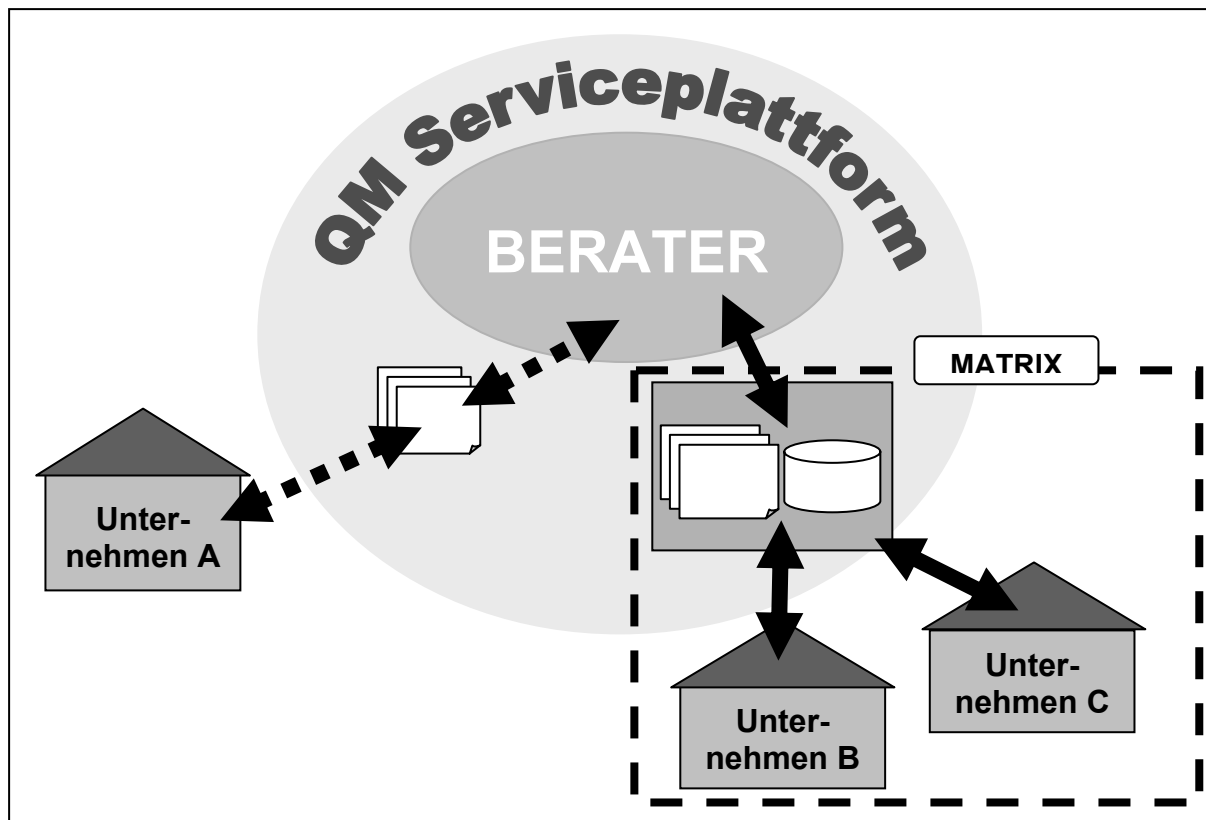 QM Serviceplattform
BERATER
MATRIX
Unter-
nehmen A
Unter-
nehmen C
Unter-
nehmen B